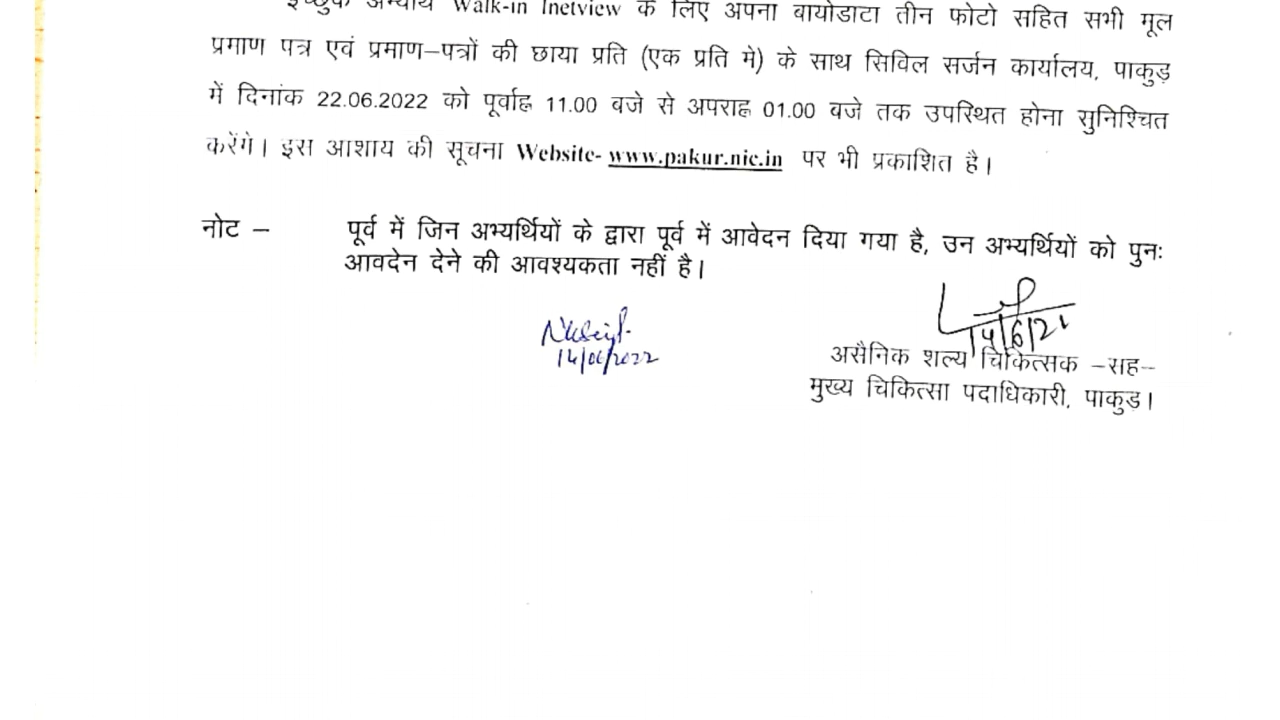 इच्छुक अभ्यर्थी Walk-in Inetview के लिए अपना बायोडाटा तीन फोटो सहित सभी मूल
प्रमाण पत्र एवं प्रमाण–पत्रों की छाया प्रति (एक प्रति मे) के साथ सिविल सर्जन कार्यालय, पाकुड़
में दिनांक 22.06.2022 को पूर्वाह्न 11.00 बजे से अपराह्न 01.00 बजे तक उपस्थित होना सुनिश्चित
करेंगे। इस आशाय की सूचना Website- www.pakur.nic.in पर भी प्रकाशित है।
नोट – पूर्व में जिन अभ्यर्थियों के द्वारा पूर्व में आवेदन दिया गया है, उन अभ्यर्थियों को पुनः
आवदेन देने की आवश्यकता नहीं है।
14/06/2022
14/6/22
असैनिक शल्य चिकित्सक –सह–
मुख्य चिकित्सा पदाधिकारी, पाकुड़।